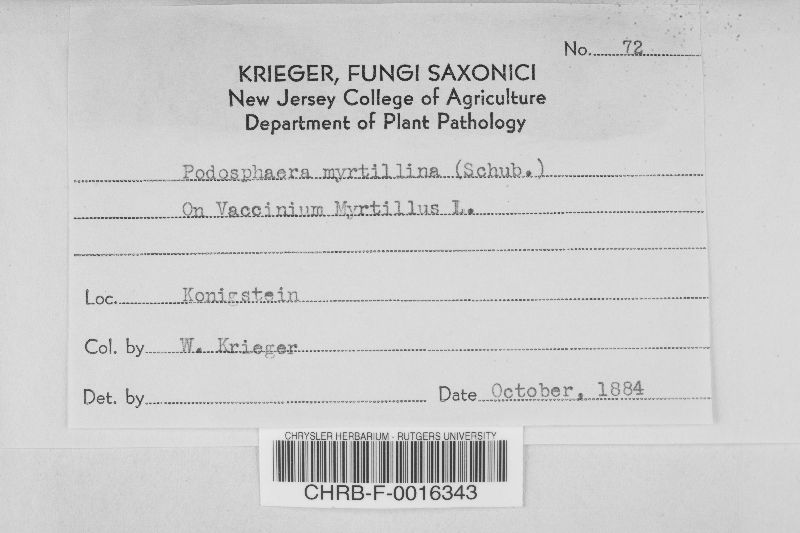 No. 72
KRIEGER, FUNGI SAXONICI
New Jersey College of Agriculture
Department of Plant Pathology
Podosphaera myrtillina (Schub.)
On Vaccinium Myrtillus L.
Loc. Konigstein
Col. by W. Krieger
Det. by
Date October, 1884
CHRYSLER HERBARIUM - RUTGERS UNIVERSITY
CHRB-F-0016343